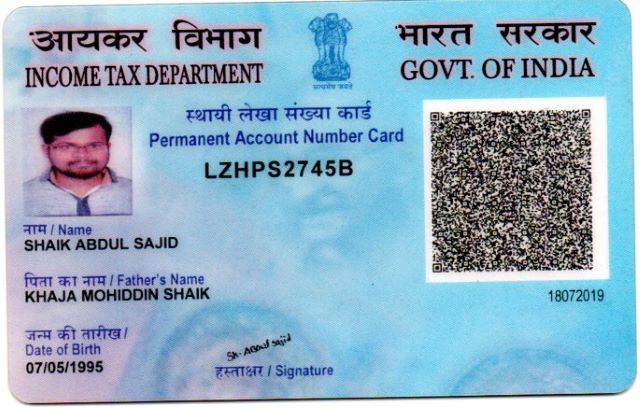 आयकर विभाग
INCOME TAX DEPARTMENT
सत्यमेव जयते
भारत सरकार
GOVT. OF INDIA
स्थायी लेखा संख्या कार्ड
Permanent Account Number Card
LZHPS2745B
नाम / Name
SHAIK ABDUL SAJID
पिता का नाम / Father's Name
KHAJA MOHIDDIN SHAIK
18072019
जन्म की तारीख /
Date of Birth
07/05/1995
SK. Abdul sajid
हस्ताक्षर / Signature